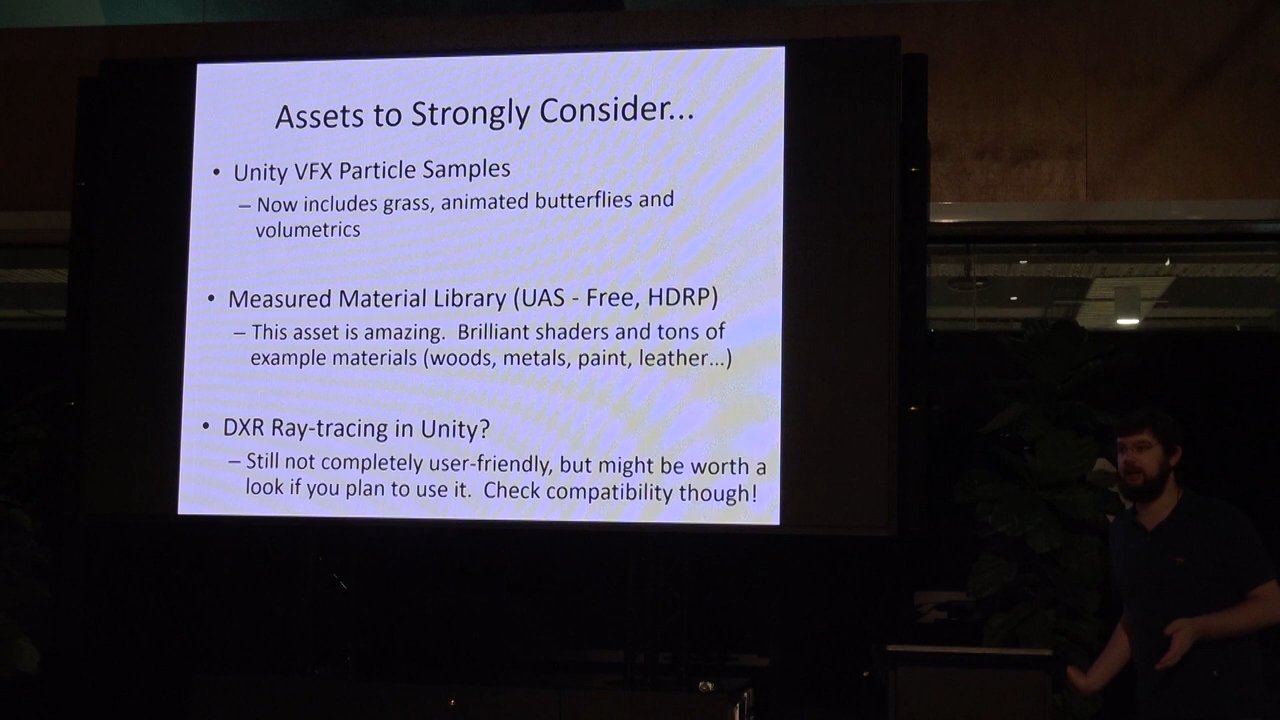 Assets to Strongly Consider...
• Unity VFX Particle Samples
– Now includes grass, animated butterflies and
volumetrics
• Measured Material Library (UAS - Free, HDRP)
– This asset is amazing.  Brilliant shaders and tons of
example materials (woods, metals, paint, leather...)
• DXR Ray-tracing in Unity?
– Still not completely user-friendly, but might be worth a
look if you plan to use it.  Check compatibility though!